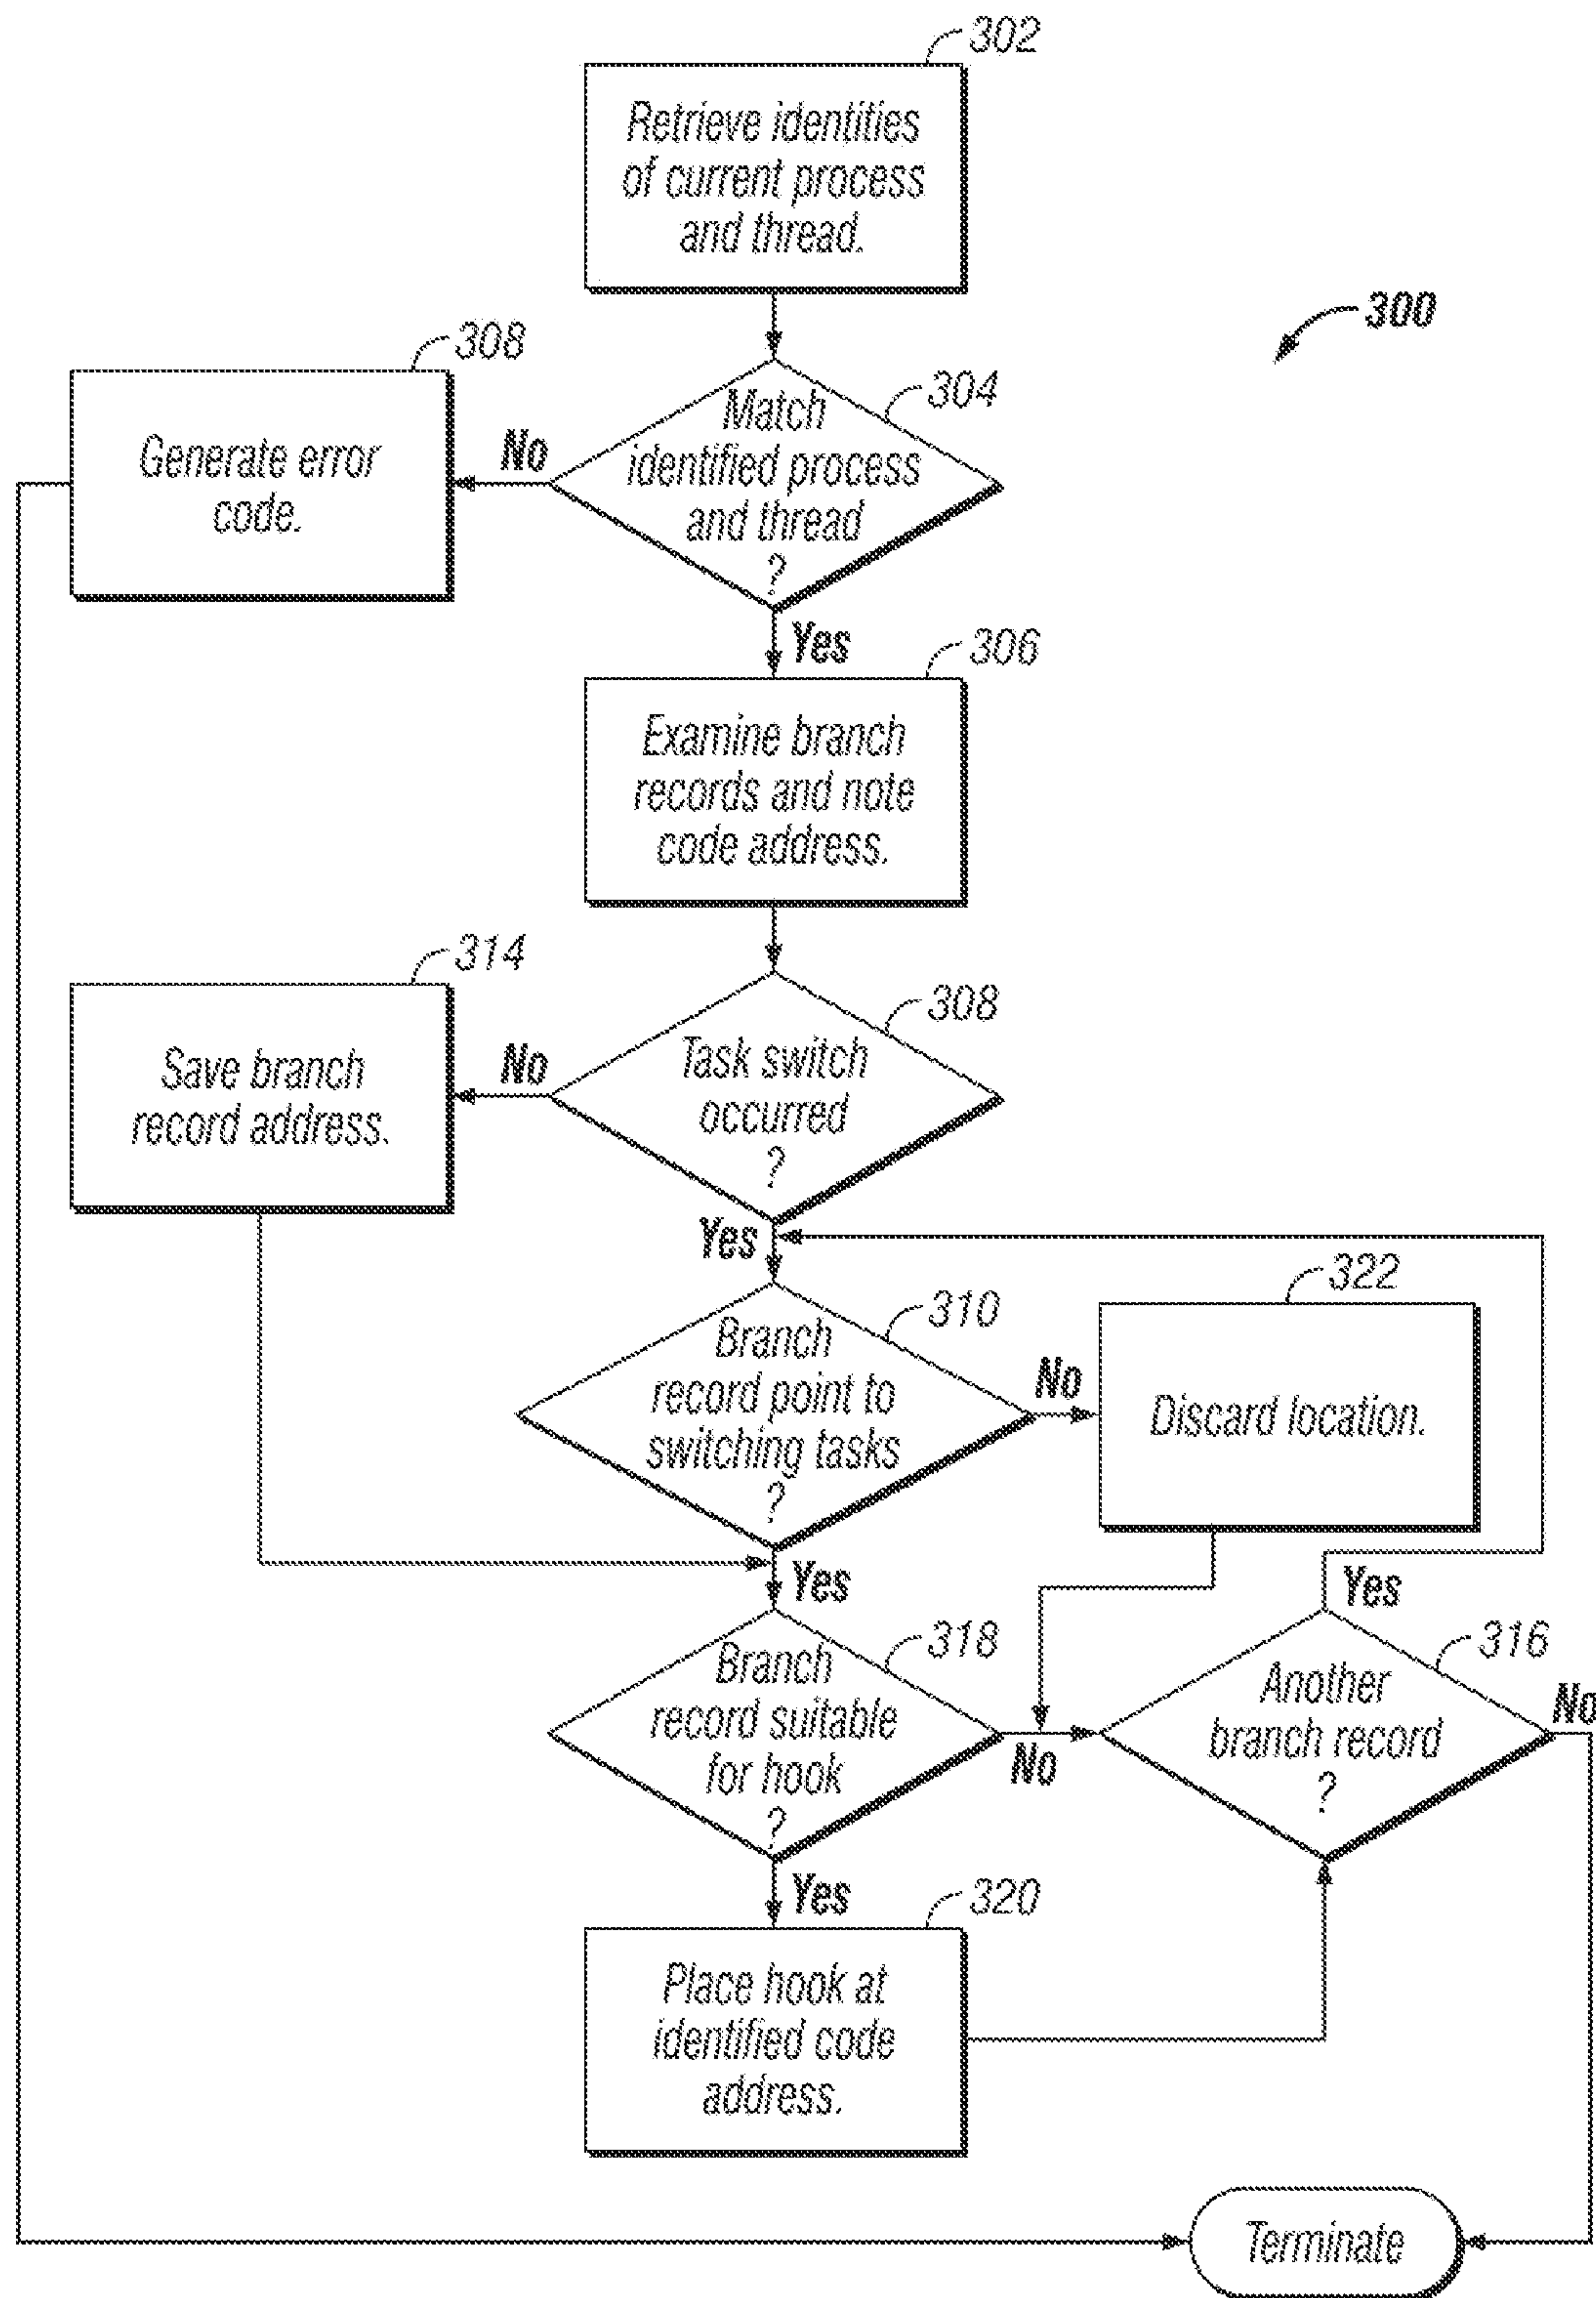 302
Retrieve identities
of current process
and thread.
300
308
304
Generate error
code.
No
Match
identified process
and thread
?
Yes
306
Examine branch
records and note
code address.
314
308
Save branch
record address.
No
Task switch
occurred
?
Yes
322
310
Branch
record point to
switching tasks
?
No
Discard location.
Yes
Yes
318
316
Branch
record suitable
for hook
?
No
Another
branch record
?
No
Yes
320
Place hook at
identified code
address.
Terminate